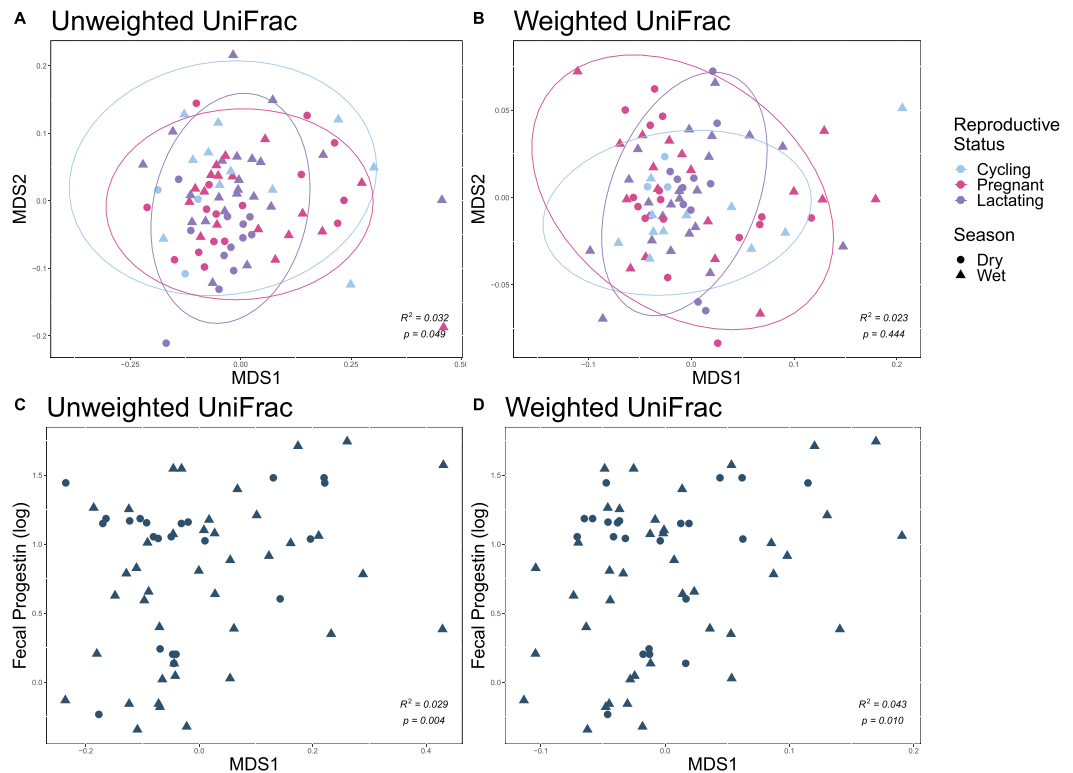 A
Unweighted UniFrac
MDS2
0.2
0.1
0.0
−0.1
−0.2
R² = 0.032
p = 0.049
−0.25
0.00
0.25
0.50
MDS1
B
Weighted UniFrac
MDS2
0.05
0.00
−0.05
R² = 0.023
p = 0.444
−0.1
0.0
0.1
0.2
MDS1
Reproductive
Status
Cycling
Pregnant
Lactating
Season
Dry
Wet
C
Unweighted UniFrac
Fecal Progestin (log)
1.5
1.0
0.5
0.0
R² = 0.029
p = 0.004
−0.2
0.0
0.2
0.4
MDS1
D
Weighted UniFrac
Fecal Progestin (log)
1.5
1.0
0.5
0.0
R² = 0.043
p = 0.010
−0.1
0.0
0.1
0.2
MDS1